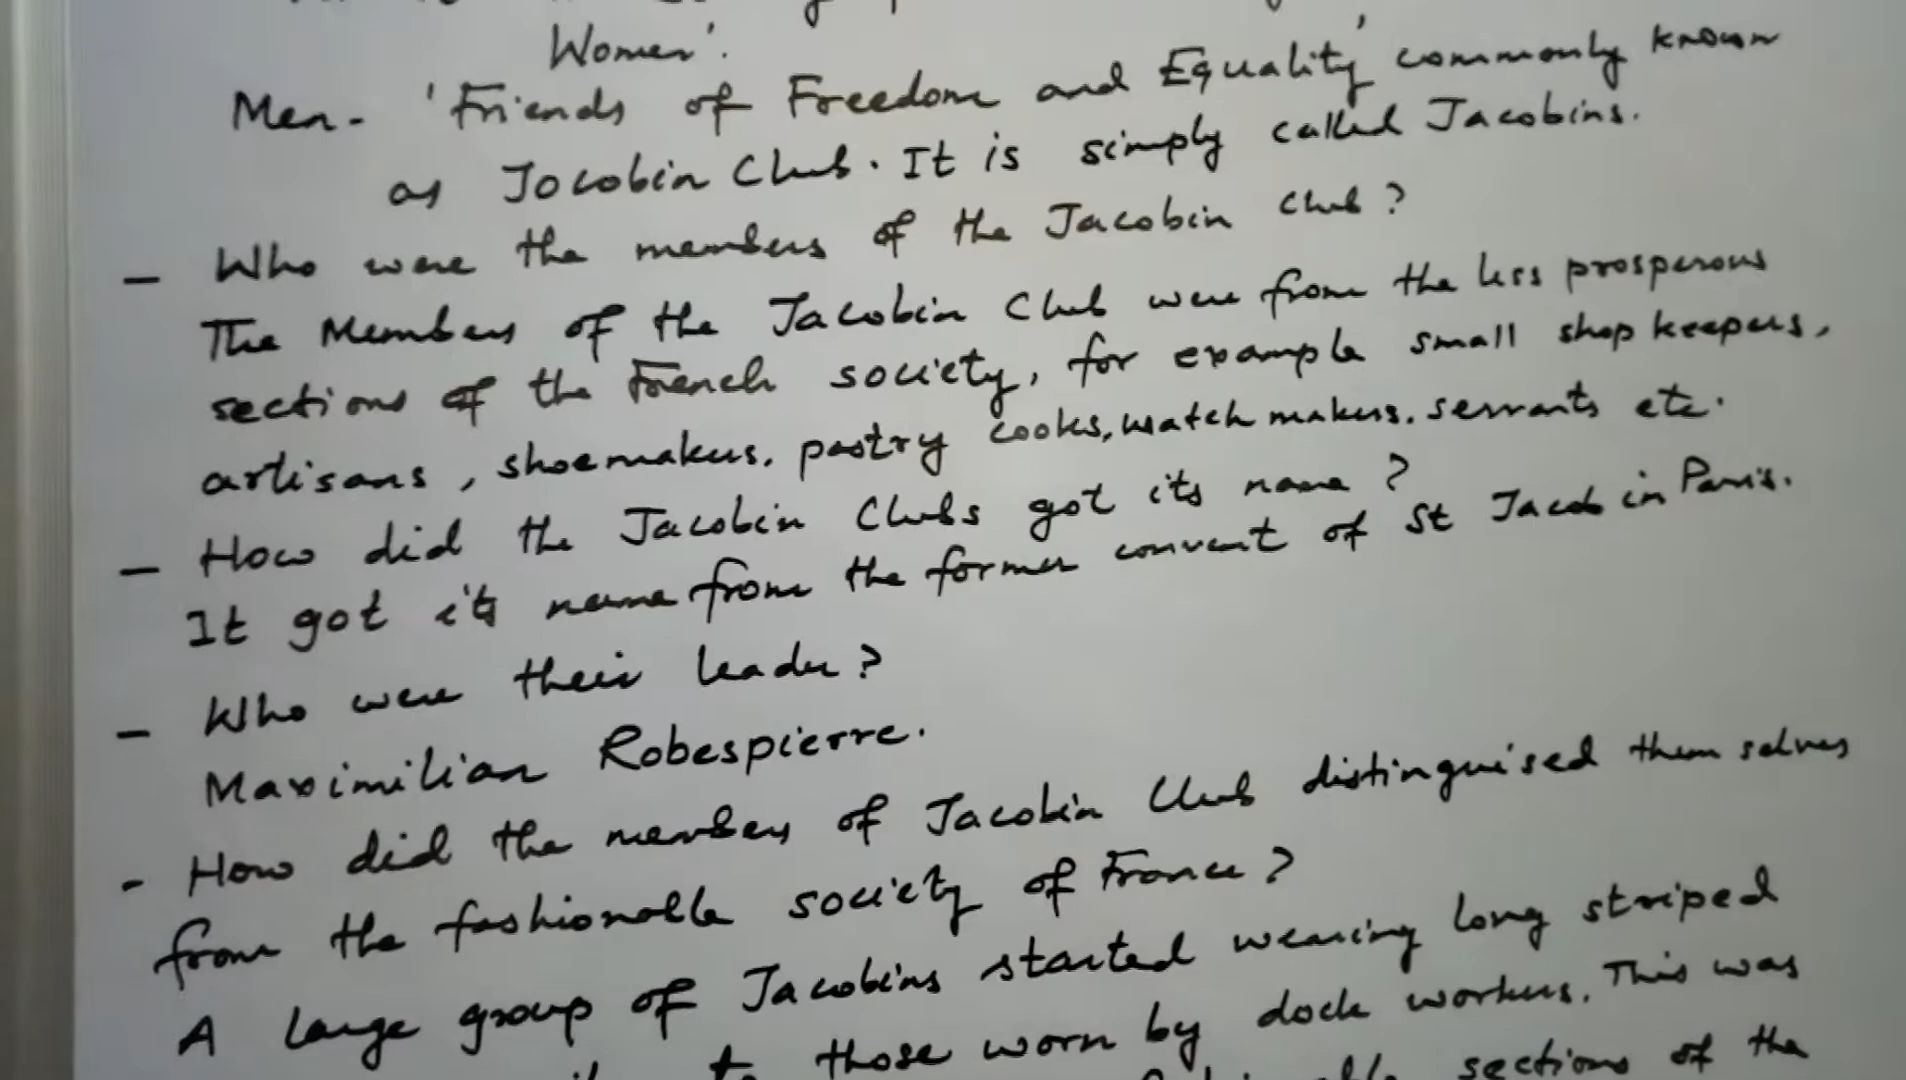 Women'.
Men- 'Friends of Freedom and Equality' commonly known
as Jocobin Club. It is simply called Jacobins.
- Who were the members of the Jacobin Club?
The Members of the Jacobin Club were from the less prosperous
sections of the French society, for example small shop keepers,
artisans, shoemakers, pastry cooks, watch makers, servants etc.
- How did the Jacobin Clubs got its name?
It got its name from the former convent of St Jacob in Paris.
- Who were their leader?
Maximilian Robespierre.
- How did the members of Jacobin Club distinguised them selves
from the fashionable society of France?
A large group of Jacobins started wearing long striped
to those worn by dock workers. This was
sections of the